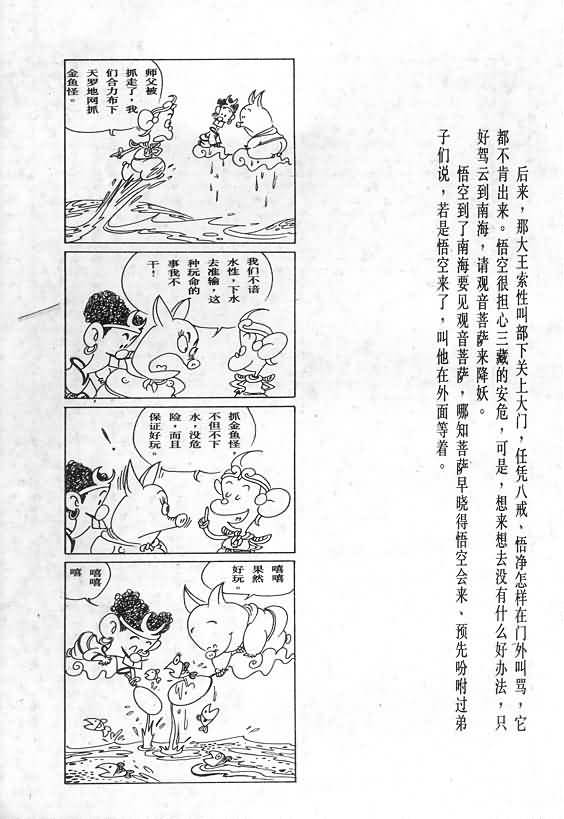 后来，那大王索性叫部下关上大门，任凭八戒、悟净怎样在门外叫骂，它
都不肯出来。悟空很担心三藏的安危，可是，想来想去没有什么好办法，只
好驾云到南海，请观音菩萨来降妖。
悟空到了南海要见观音菩萨，哪知菩萨早晓得悟空会来、预先吩咐过弟
子们说，若是悟空来了，叫他在外面等着。
师父被
抓走了，我
们合力布下
天罗地网抓
金鱼怪。
我们不谙
水性，下水
去准输，这
种玩命的
事我不
干！
抓金鱼怪，
不但不下
水，没危
险，而且
保证好玩。
！
嘻嘻
果然
好玩。
嘻嘻
嘻